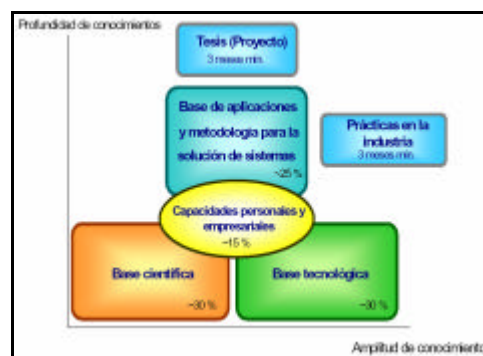 Profundidad de conocimientos
Tesis (Proyecto)
3 meses min.
Base de aplicaciones
y metodología para la
solución de sistemas
~25 %
Prácticas en la
industria
3 meses min.
Capacidades personales y
empresariales
~15 %
Base científica
~30 %
Base tecnológica
~30 %
Amplitud de conocimiento